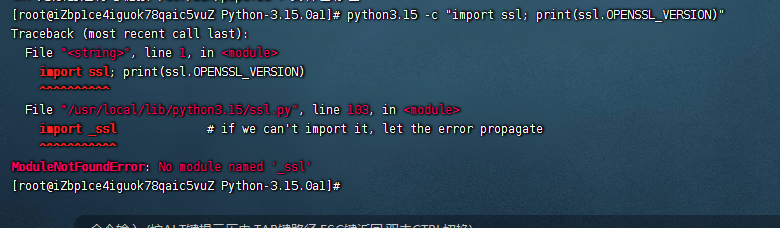 [root@iZbp1ce4iguok78qaic5vuZ Python-3.15.0a1]# python3.15 -c "import ssl; print(ssl.OPENSSL_VERSION)"
Traceback (most recent call last):
  File "<string>", line 1, in <module>
    import ssl; print(ssl.OPENSSL_VERSION)
    ^^^^^^^^^^
  File "/usr/local/lib/python3.15/ssl.py", line 103, in <module>
    import _ssl             # if we can't import it, let the error propagate
    ^^^^^^^^^^^
ModuleNotFoundError: No module named '_ssl'
[root@iZbp1ce4iguok78qaic5vuZ Python-3.15.0a1]#